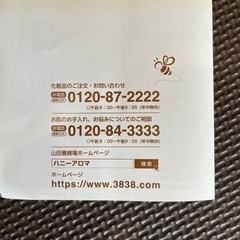 化粧品のご注文・お問い合わせ
0120-87-2222
午前8:00〜午後9:00(年中無休)
お肌のお手入れ、お悩みについてのご相談
0120-84-3333
午前8:00〜午後9:00(年中無休)
山田養蜂場ホームページ
ハニーアロマ 検索
ホームページ
https://www.3838.com